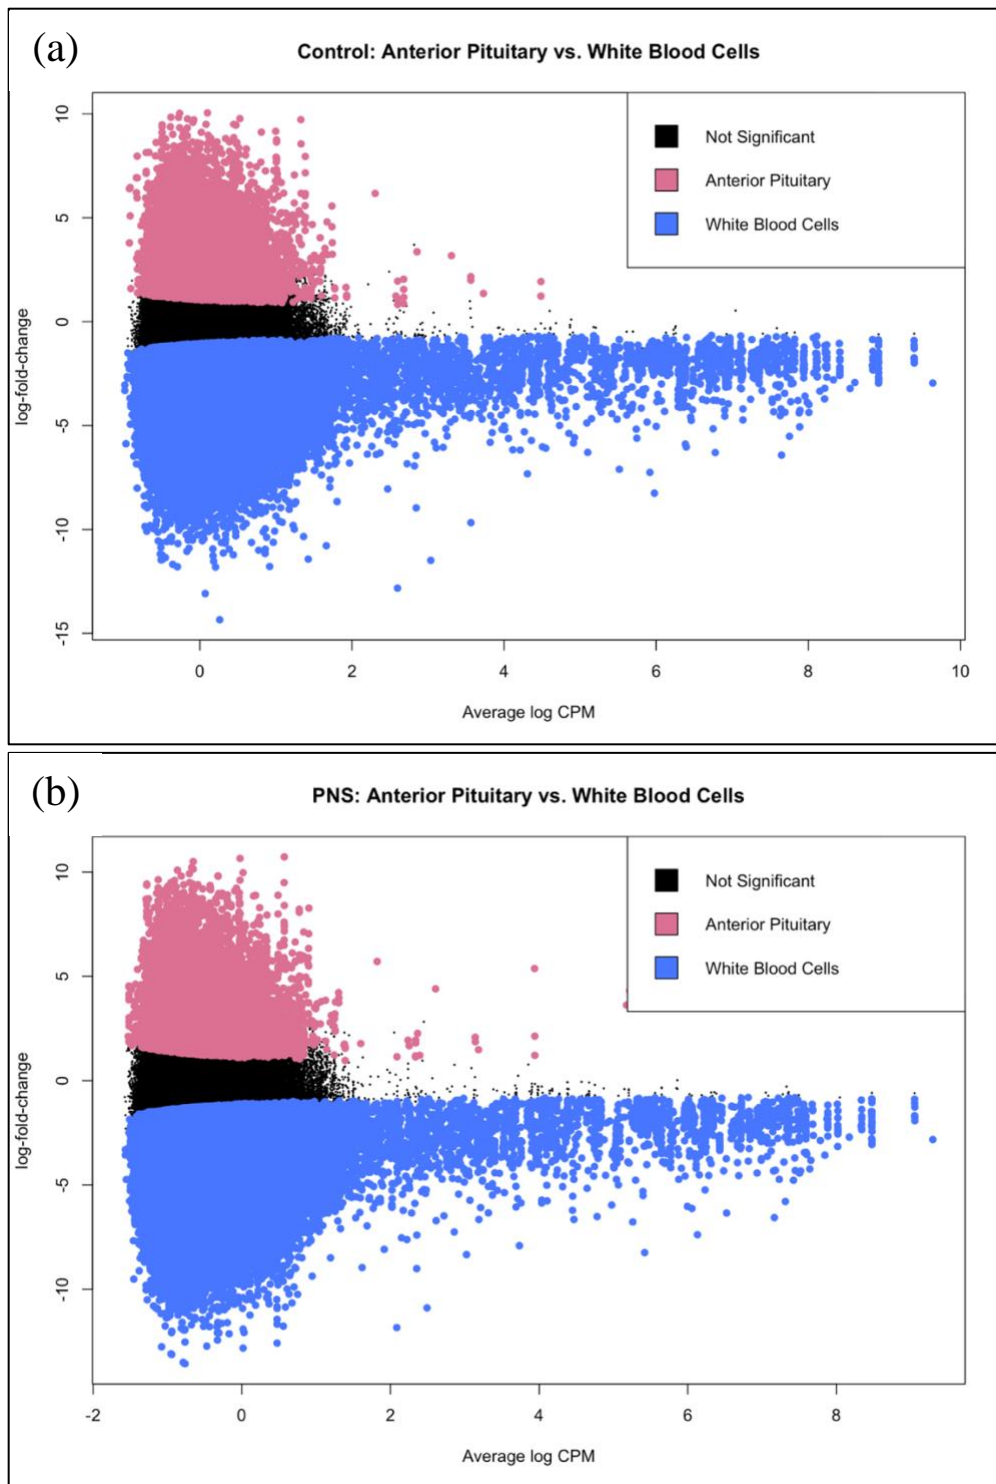 (a)
Control: Anterior Pituitary vs. White Blood Cells
Not Significant
Anterior Pituitary
White Blood Cells
10
5
0
-5
-10
-15
log-fold-change
0 2 4 6 8 10
Average log CPM
(b)
PNS: Anterior Pituitary vs. White Blood Cells
Not Significant
Anterior Pituitary
White Blood Cells
10
5
0
-5
-10
log-fold-change
-2 0 2 4 6 8
Average log CPM